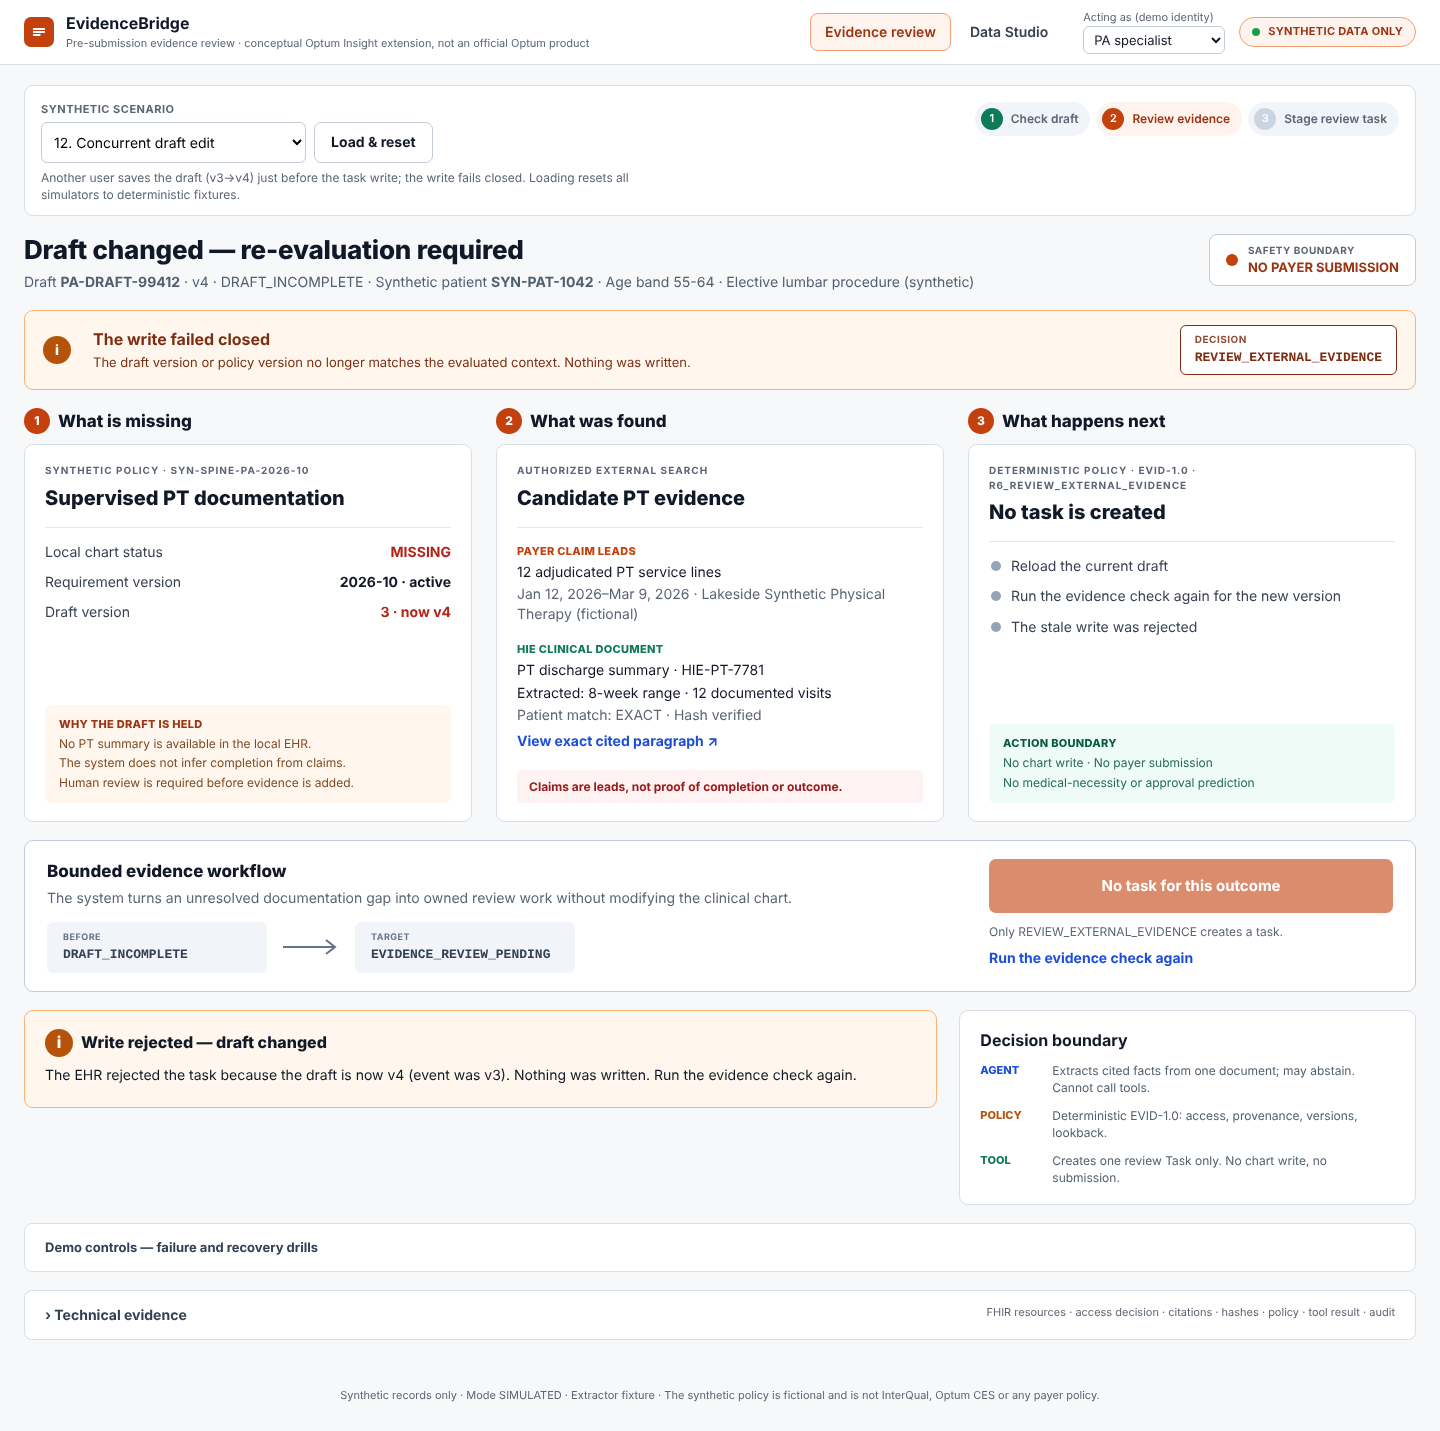 EvidenceBridge
Pre-submission evidence review · conceptual Optum Insight extension, not an official Optum product
Evidence review
Data Studio
Acting as (demo identity)
PA specialist
SYNTHETIC DATA ONLY
SYNTHETIC SCENARIO
12. Concurrent draft edit
Load & reset
Another user saves the draft (v3→v4) just before the task write; the write fails closed. Loading resets all
simulators to deterministic fixtures.
1 Check draft
2 Review evidence
3 Stage review task
Draft changed — re-evaluation required
Draft PA-DRAFT-99412 · v4 · DRAFT_INCOMPLETE · Synthetic patient SYN-PAT-1042 · Age band 55-64 · Elective lumbar procedure (synthetic)
SAFETY BOUNDARY
NO PAYER SUBMISSION
i
The write failed closed
The draft version or policy version no longer matches the evaluated context. Nothing was written.
DECISION
REVIEW_EXTERNAL_EVIDENCE
1 What is missing
SYNTHETIC POLICY · SYN-SPINE-PA-2026-10
Supervised PT documentation
Local chart status MISSING
Requirement version 2026-10 · active
Draft version 3 · now v4
WHY THE DRAFT IS HELD
No PT summary is available in the local EHR.
The system does not infer completion from claims.
Human review is required before evidence is added.
2 What was found
AUTHORIZED EXTERNAL SEARCH
Candidate PT evidence
PAYER CLAIM LEADS
12 adjudicated PT service lines
Jan 12, 2026–Mar 9, 2026 · Lakeside Synthetic Physical
Therapy (fictional)
HIE CLINICAL DOCUMENT
PT discharge summary · HIE-PT-7781
Extracted: 8-week range · 12 documented visits
Patient match: EXACT · Hash verified
View exact cited paragraph ↗
Claims are leads, not proof of completion or outcome.
3 What happens next
DETERMINISTIC POLICY · EVID-1.0 ·
R6_REVIEW_EXTERNAL_EVIDENCE
No task is created
Reload the current draft
Run the evidence check again for the new version
The stale write was rejected
ACTION BOUNDARY
No chart write · No payer submission
No medical-necessity or approval prediction
Bounded evidence workflow
The system turns an unresolved documentation gap into owned review work without modifying the clinical chart.
BEFORE
DRAFT_INCOMPLETE
TARGET
EVIDENCE_REVIEW_PENDING
No task for this outcome
Only REVIEW_EXTERNAL_EVIDENCE creates a task.
Run the evidence check again
i Write rejected — draft changed
The EHR rejected the task because the draft is now v4 (event was v3). Nothing was written. Run the evidence check again.
Decision boundary
AGENT Extracts cited facts from one document; may abstain.
Cannot call tools.
POLICY Deterministic EVID-1.0: access, provenance, versions,
lookback.
TOOL Creates one review Task only. No chart write, no
submission.
Demo controls — failure and recovery drills
› Technical evidence
FHIR resources · access decision · citations · hashes · policy · tool result · audit
Synthetic records only · Mode SIMULATED · Extractor fixture · The synthetic policy is fictional and is not InterQual, Optum CES or any payer policy.